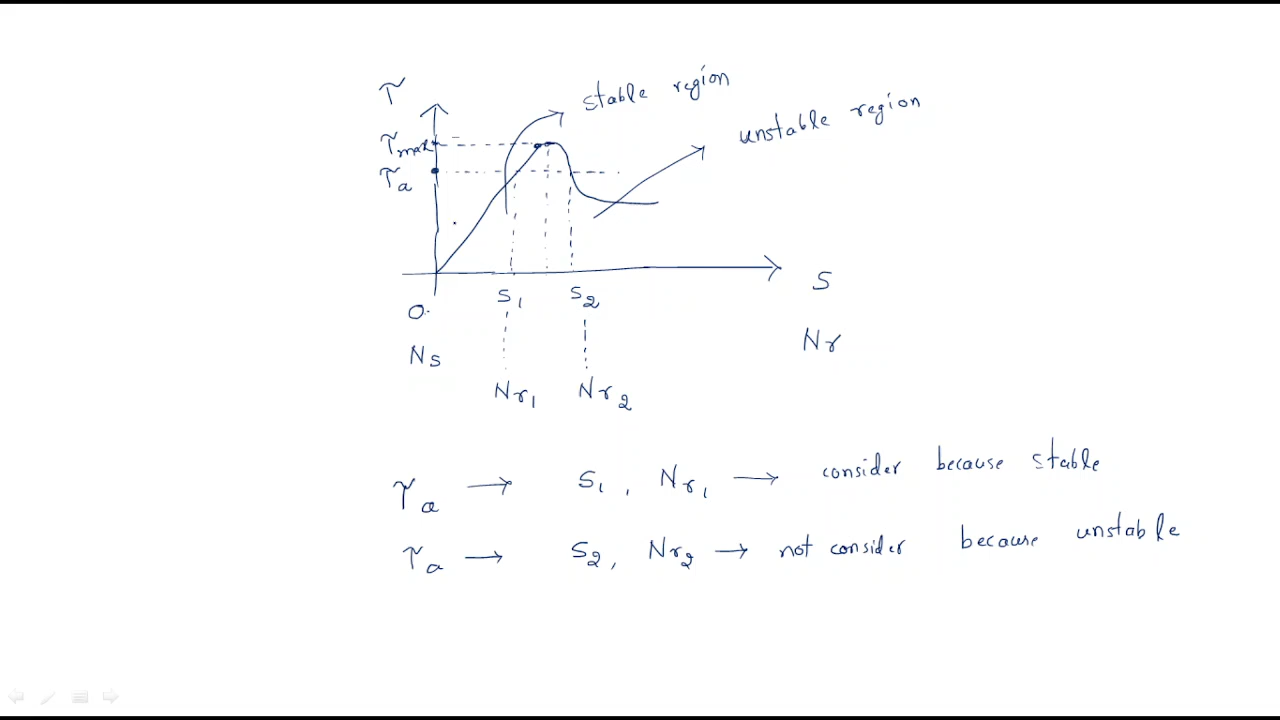 τ
stable region
unstable region
τmax
τa
S1 S2
S
0
Ns
Nr
Nr1 Nr2
τa → S1, Nr1 → consider because stable
τa → S2, Nr2 → not consider because unstable